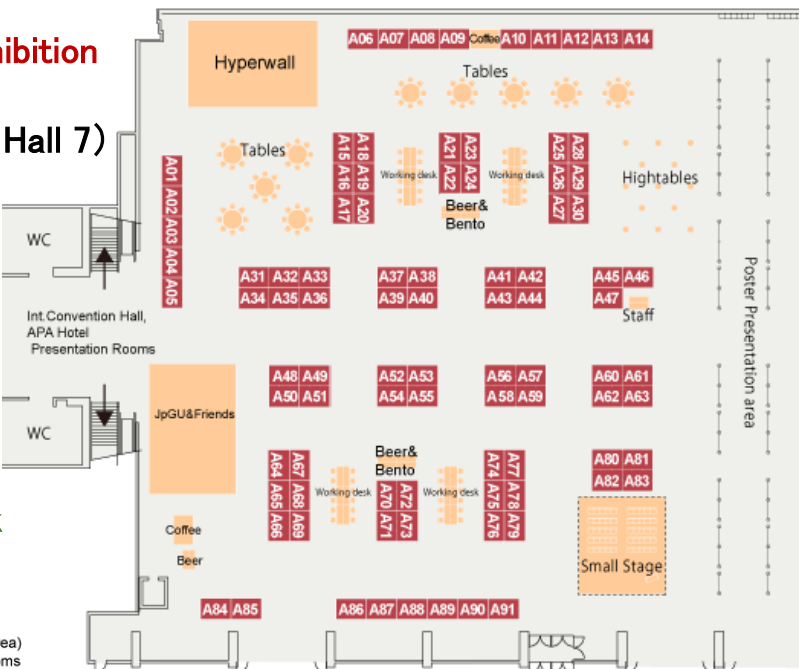 ibition
Hall 7)
Hyperwall
A06 A07 A08 A09 Coffee A10 A11 A12 A13 A14
Tables
Tables
A01 A02 A03 A04 A05
A15 A16 A17
A18 A19 A20
Working desk
A21 A22
A23 A24
Beer&
Bento
Working desk
A25 A26 A27
A28 A29 A30
Hightables
WC
A31 A32 A33
A34 A35 A36
A37 A38
A39 A40
A41 A42
A43 A44
A45 A46
A47
Staff
Poster Presentation area
Int.Convention Hall,
APA Hotel
Presentation Rooms
JpGU&Friends
A48 A49
A50 A51
A52 A53
A54 A55
A56 A57
A58 A59
A60 A61
A62 A63
WC
A64 A65 A66
A67 A68 A69
Working desk
Beer&
Bento
A70 A71
A72 A73
Working desk
A74 A75 A76
A77 A78 A79
A80 A81
A82 A83
Coffee
Beer
Small Stage
A84 A85
A86 A87 A88 A89 A90 A91
ea)
ms